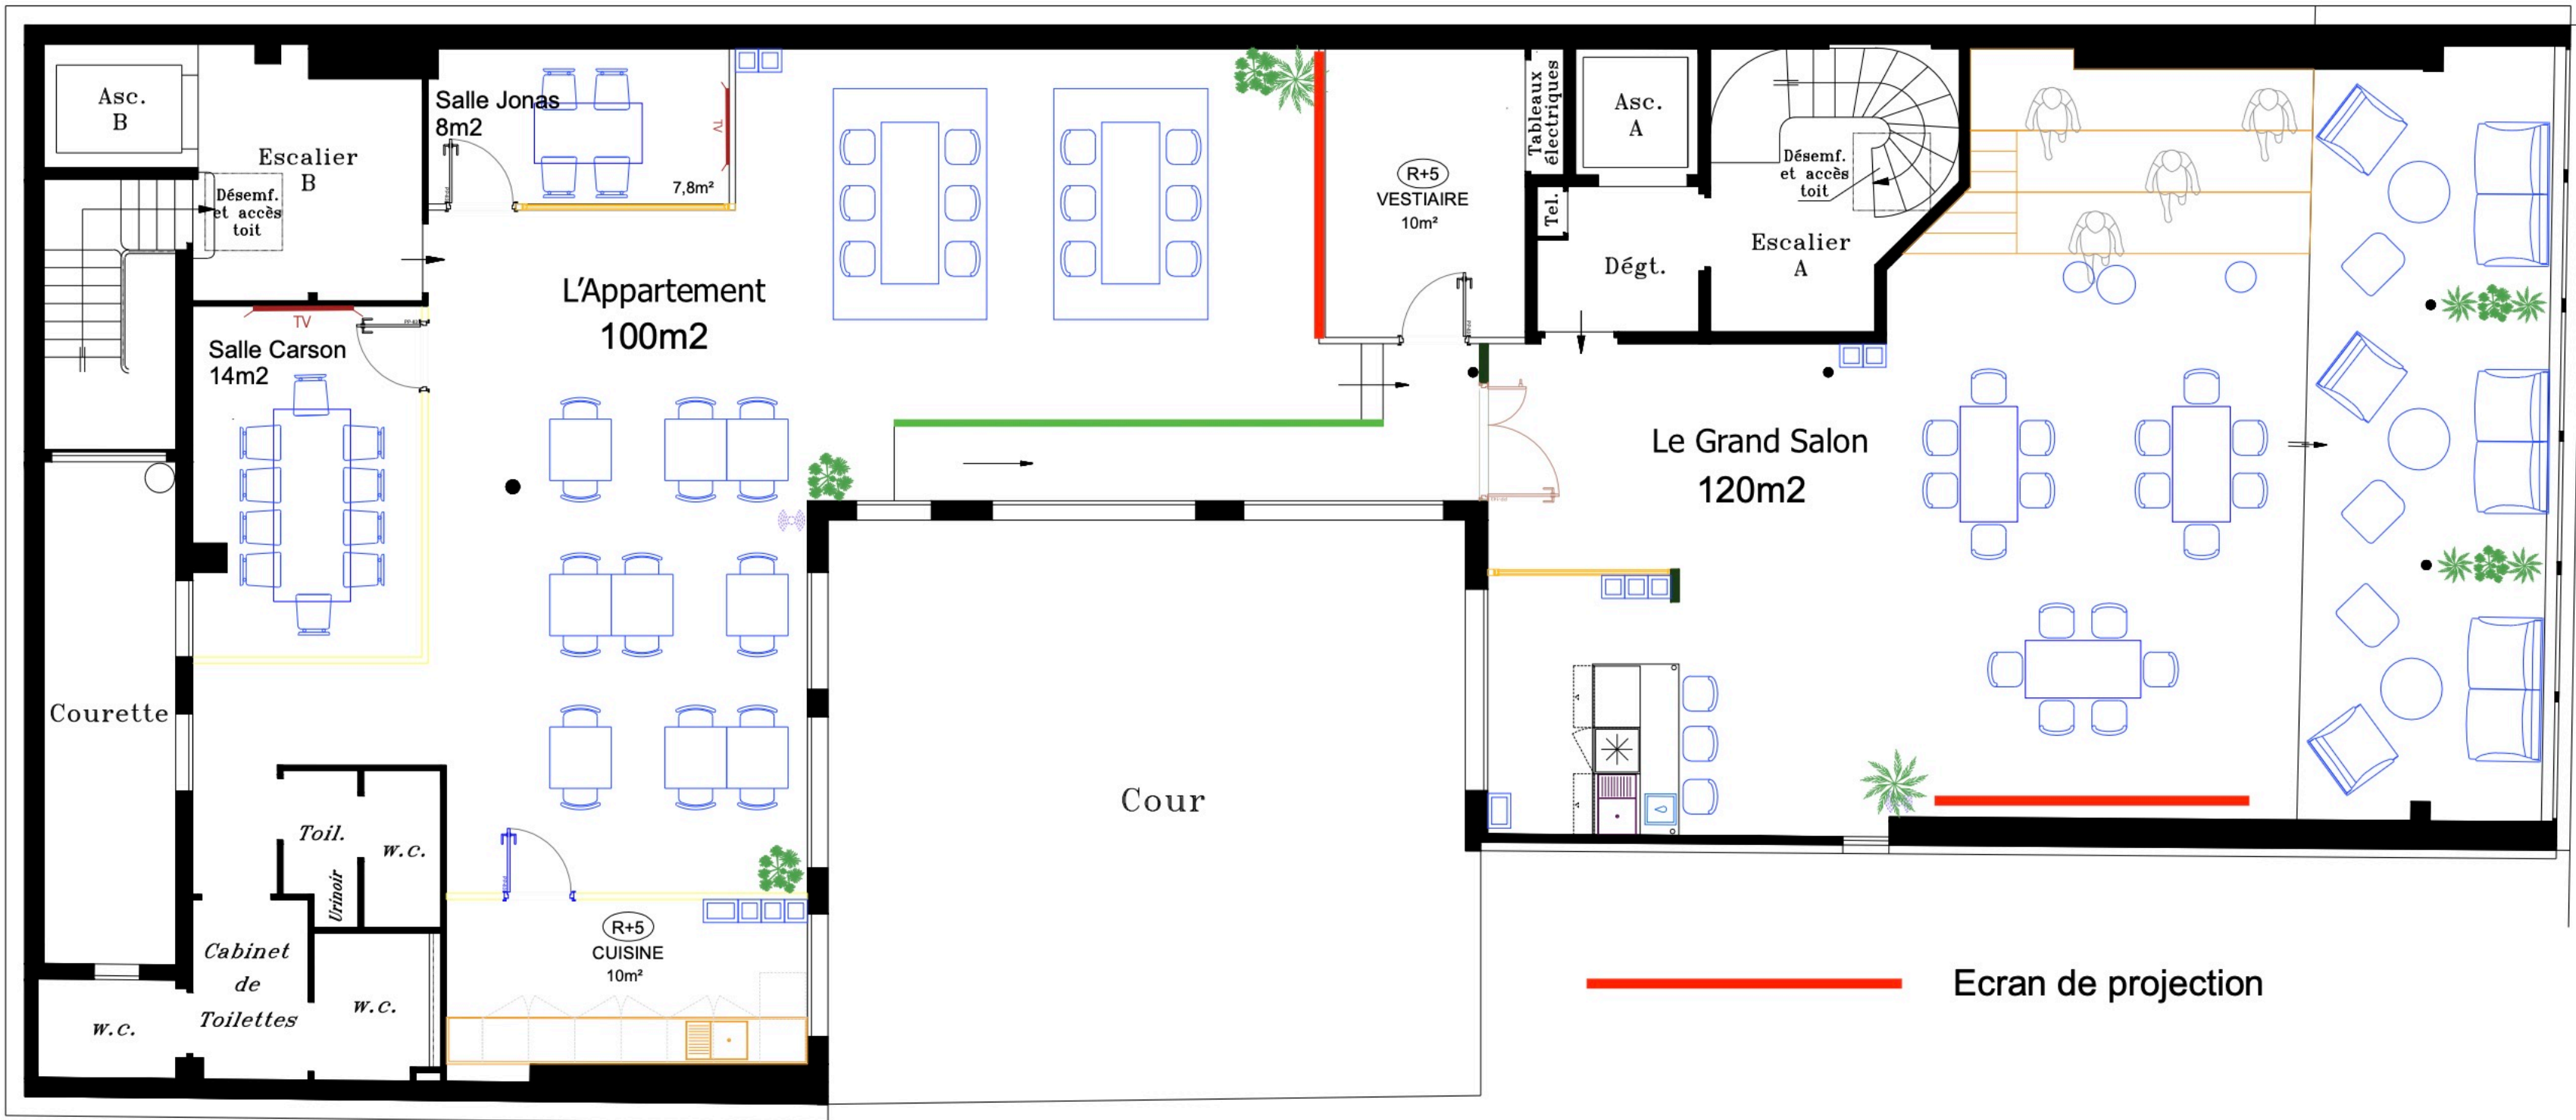 Asc.
B
Escalier
B
Désemf.
et accès
toit
Salle Jonas
8m2
TV
7,8m²
L'Appartement
100m2
TV
Salle Carson
14m2
Courette
Toil.
w.c.
Urinoir
Cabinet
de
Toilettes
w.c.
w.c.
R+5
CUISINE
10m²
R+5
VESTIAIRE
10m²
Tableaux
électriques
Tel.
Asc.
A
Dégt.
Désemf.
et accès
toit
Escalier
A
Le Grand Salon
120m2
Cour
Ecran de projection